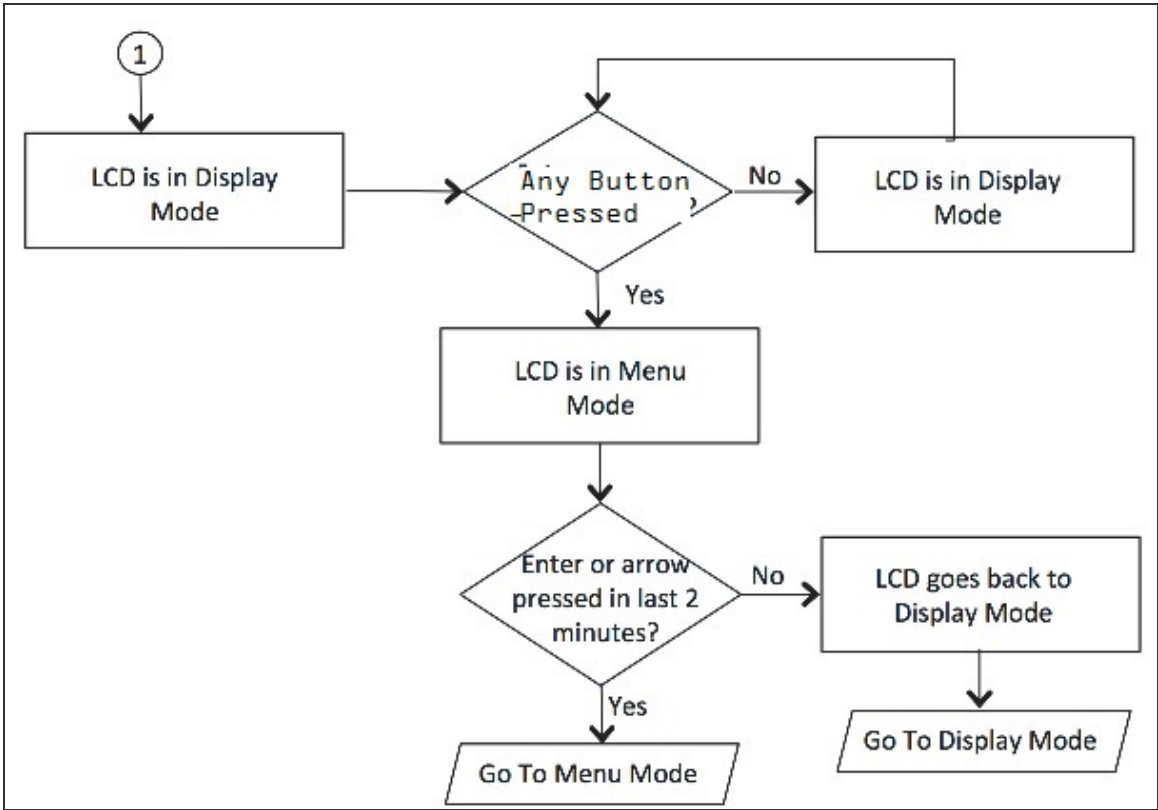 1
LCD is in Display
Mode
Any Button
Pressed ?
No
LCD is in Display
Mode
Yes
LCD is in Menu
Mode
Enter or arrow
pressed in last 2
minutes?
No
LCD goes back to
Display Mode
Yes
Go To Menu Mode
Go To Display Mode